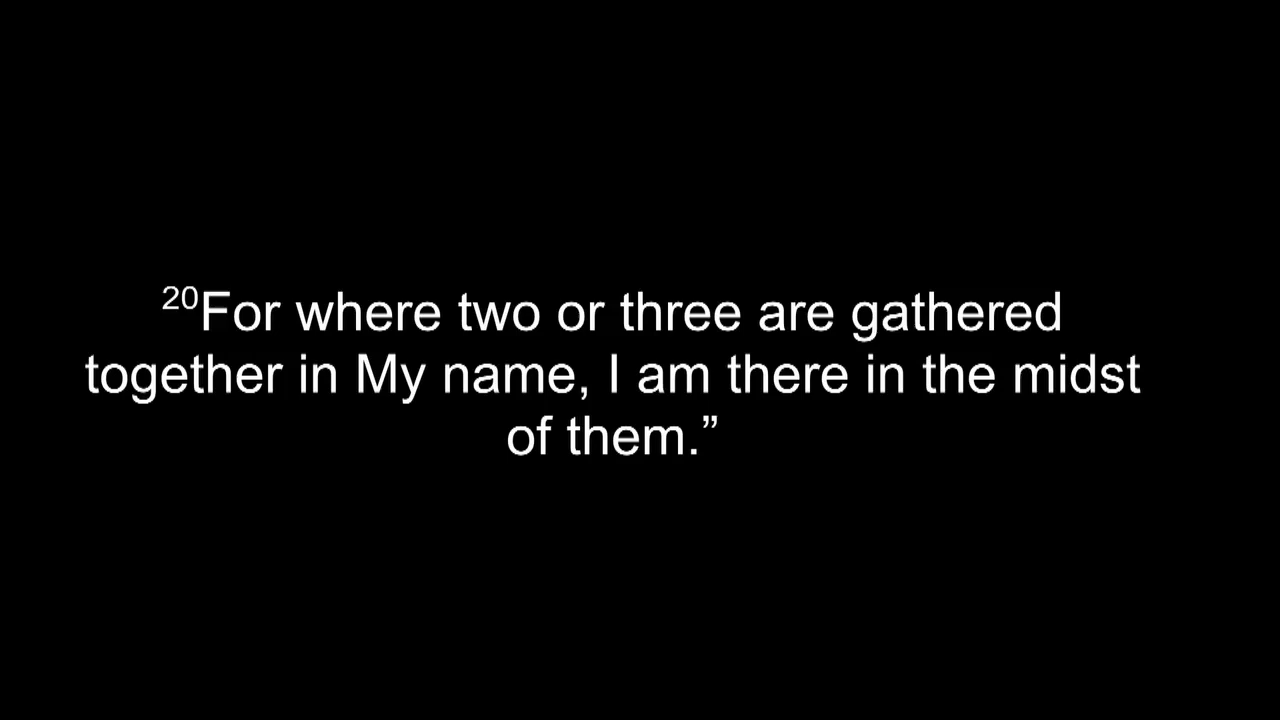 20For where two or three are gathered
together in My name, I am there in the midst
of them.”